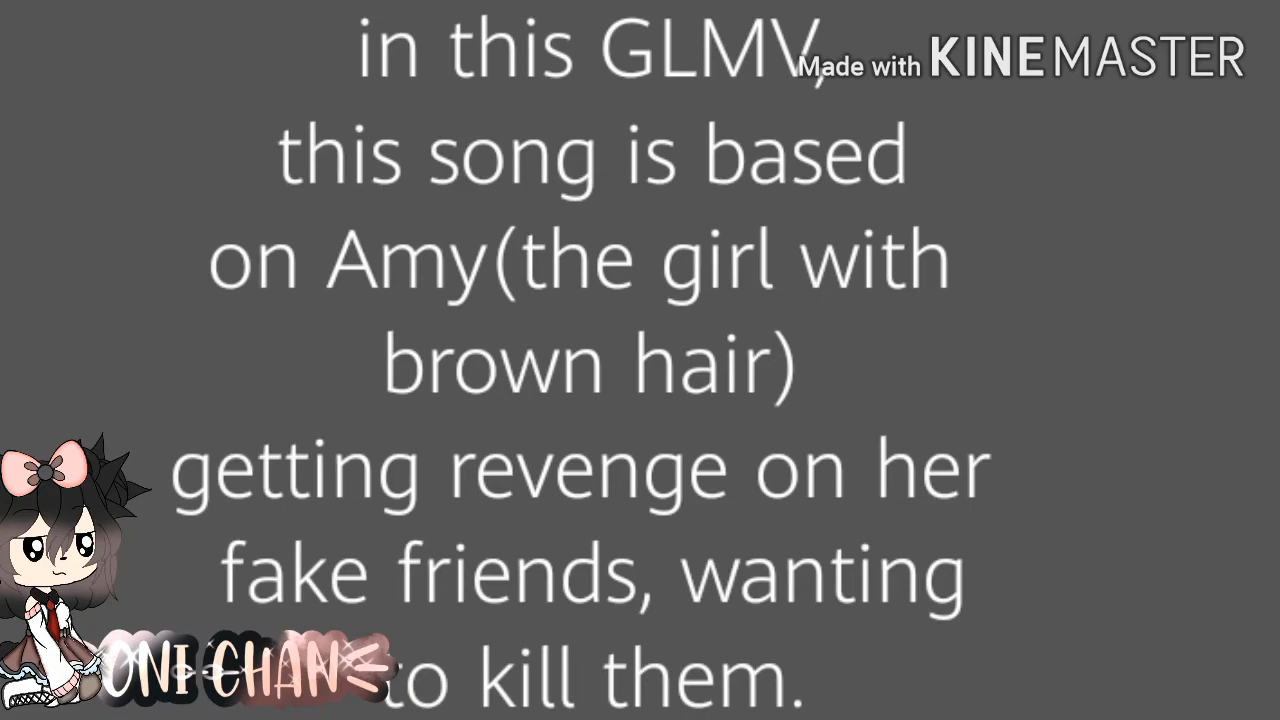 in this GLMV,
Made with KINEMASTER
this song is based
on Amy(the girl with
brown hair)
getting revenge on her
fake friends, wanting
to kill them.
ONI CHAN